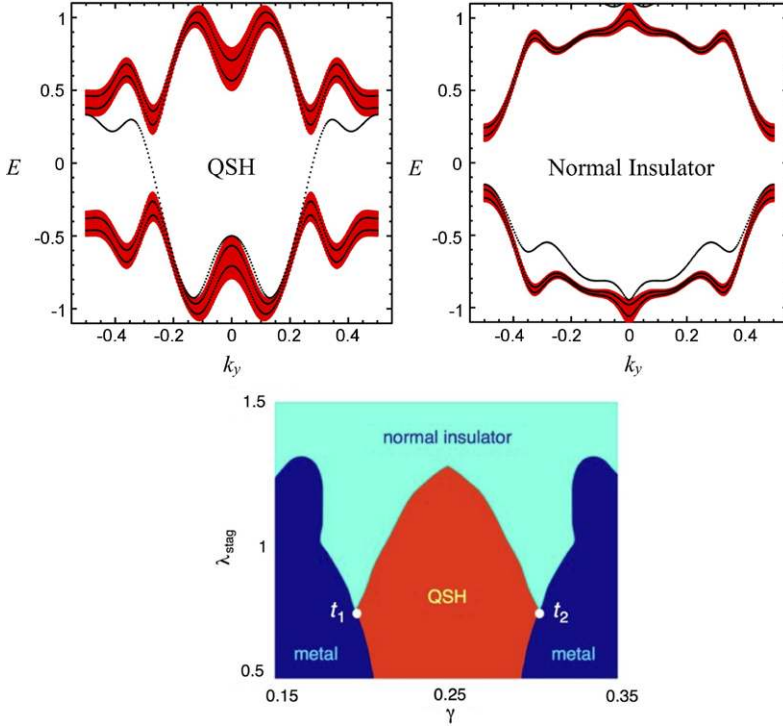 1
0.5
0
-0.5
-1
E
QSH
-0.4 -0.2 0 0.2 0.4
k_y
1
0.5
0
-0.5
-1
E
Normal Insulator
-0.4 -0.2 0 0.2 0.4
k_y
1.5
1
0.5
λ_stag
normal insulator
QSH
t_1
t_2
metal
metal
0.15 0.25 0.35
γ